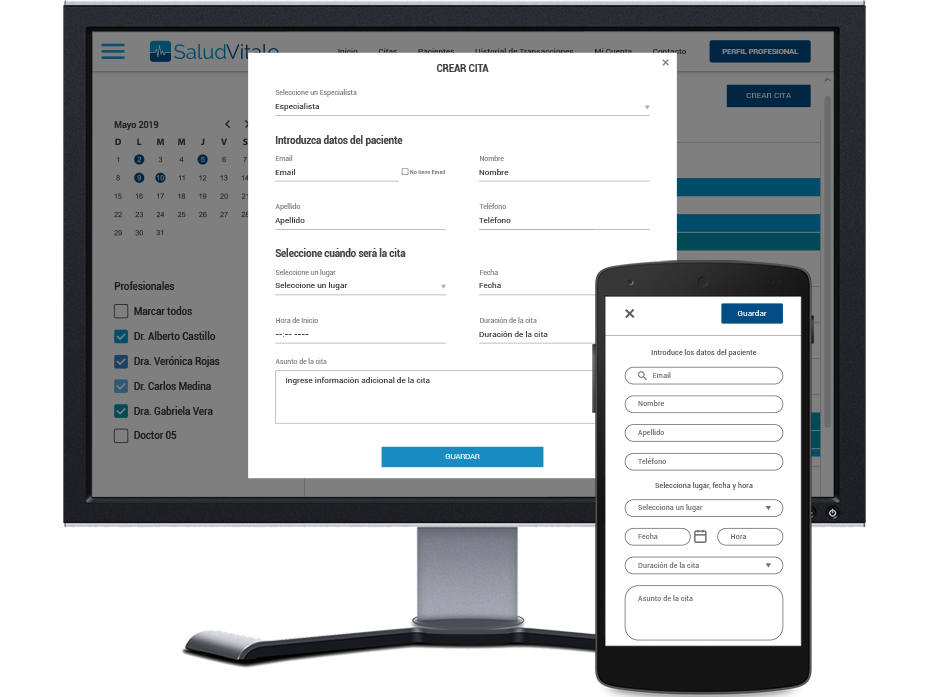 SaludVitale
Inicio Citas Pacientes Historial de Transacciones Mi Cuenta Contacto PERFIL PROFESIONAL
CREAR CITA
Mayo 2019
D L M M J V
1 2 3 4 5 6 7
8 9 10 11 12 13 14
15 16 17 18 19 20 21
22 23 24 25 26 27 28
29 30 31
Profesionales
Marcar todos
Dr. Alberto Castillo
Dra. Verónica Rojas
Dr. Carlos Medina
Dra. Gabriela Vera
Doctor 05
CREAR CITA
Seleccione un Especialista
Especialista
Introduzca datos del paciente
Email Nombre
Email No tiene Email Nombre
Apellido Teléfono
Apellido Teléfono
Seleccione cuándo será la cita
Seleccione un lugar Fecha
Seleccione un lugar Fecha
Hora de Inicio Duración de la cita
--:-- ---- Duración de la cita
Asunto de la cita
Ingrese información adicional de la cita
GUARDAR
Guardar
Introduce los datos del paciente
Email
Nombre
Apellido
Teléfono
Selecciona lugar, fecha y hora
Selecciona un lugar
Fecha Hora
Duración de la cita
Asunto de la cita